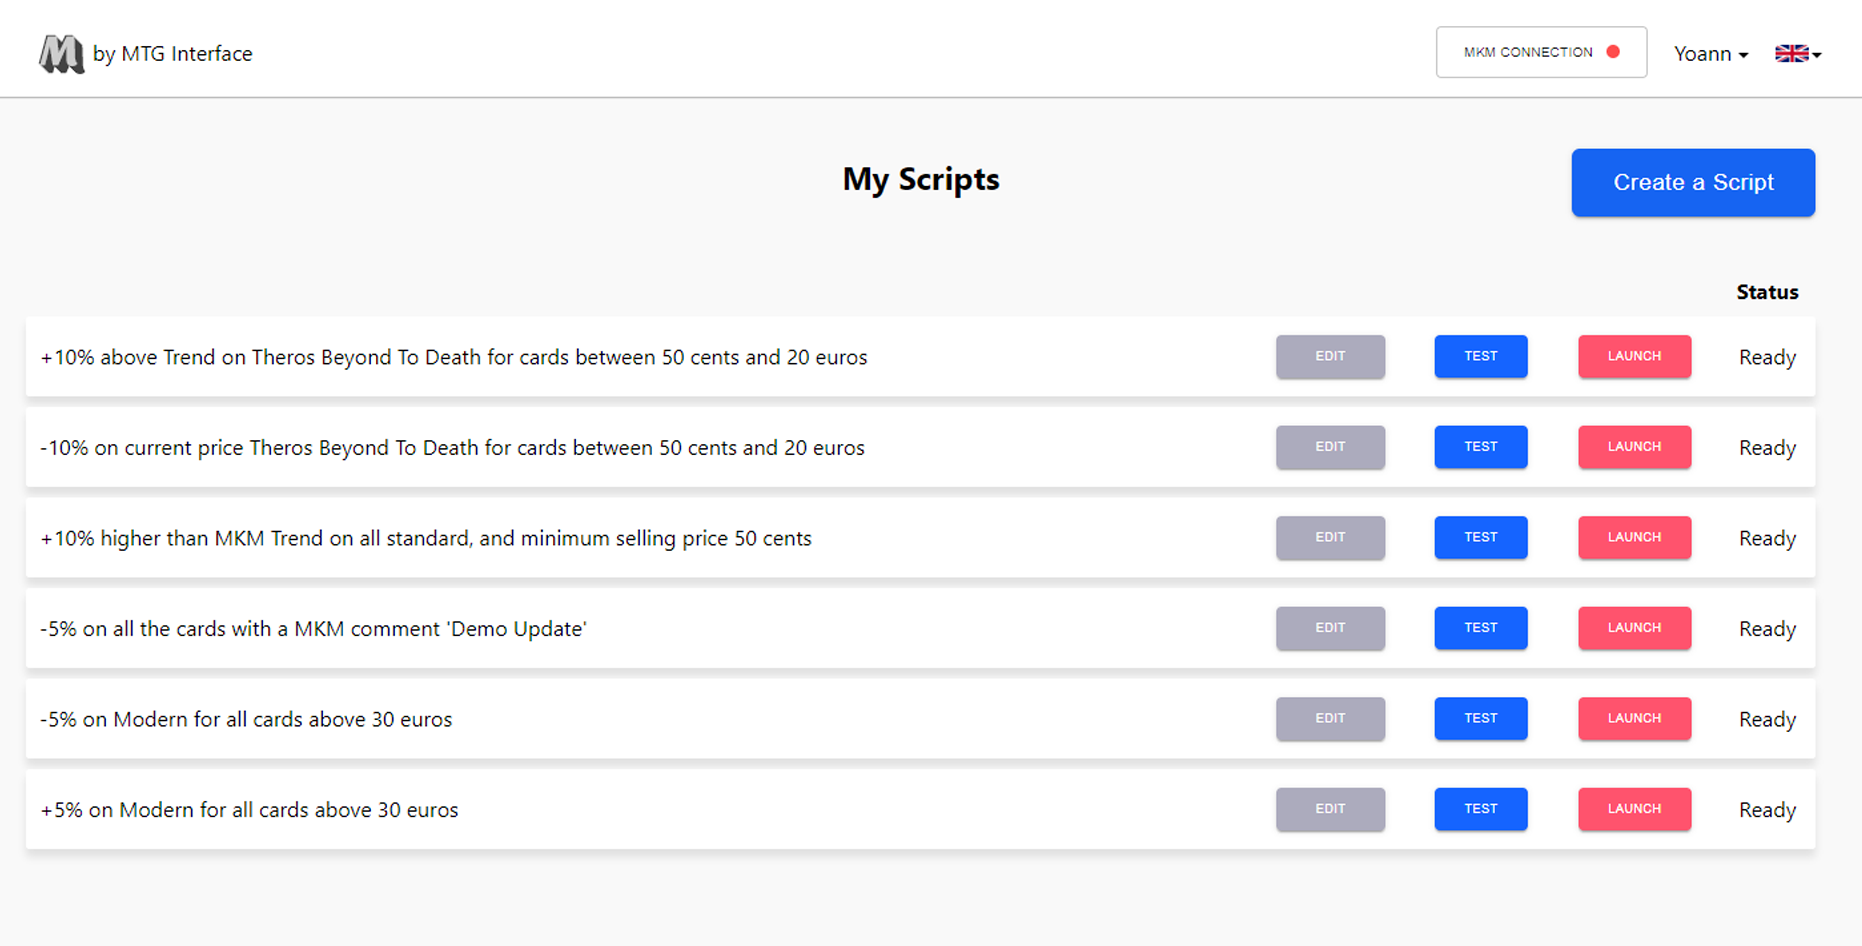 M by MTG Interface
MKM CONNECTION
Yoann
My Scripts
Create a Script
Status
+10% above Trend on Theros Beyond To Death for cards between 50 cents and 20 euros EDIT TEST LAUNCH Ready
-10% on current price Theros Beyond To Death for cards between 50 cents and 20 euros EDIT TEST LAUNCH Ready
+10% higher than MKM Trend on all standard, and minimum selling price 50 cents EDIT TEST LAUNCH Ready
-5% on all the cards with a MKM comment 'Demo Update' EDIT TEST LAUNCH Ready
-5% on Modern for all cards above 30 euros EDIT TEST LAUNCH Ready
+5% on Modern for all cards above 30 euros EDIT TEST LAUNCH Ready